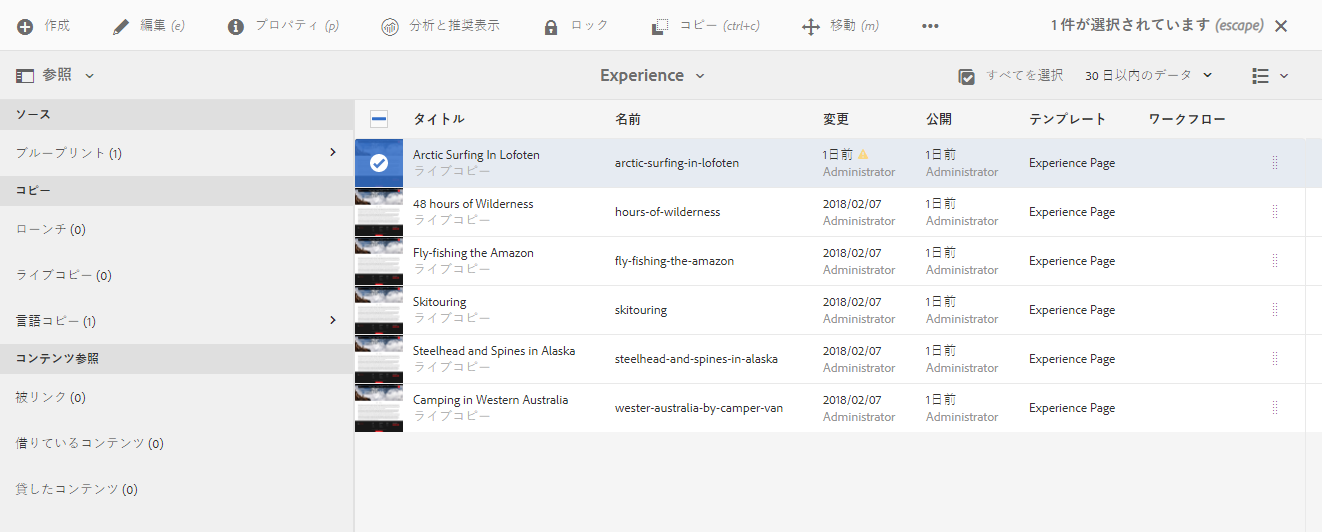 作成 編集 (e) プロパティ (p) 分析と推奨表示 ロック コピー (ctrl+c) 移動 (m) ••• 1 件が選択されています (escape)
参照 Experience すべてを選択 30 日以内のデータ
ソース
ブループリント (1)
コピー
ローンチ (0)
ライブコピー (0)
言語コピー (1)
コンテンツ参照
被リンク (0)
借りているコンテンツ (0)
貸したコンテンツ (0)
タイトル 名前 変更 公開 テンプレート ワークフロー
Arctic Surfing In Lofoten arctic-surfing-in-lofoten 1日前 1日前 Experience Page
ライブコピー Administrator Administrator
48 hours of Wilderness hours-of-wilderness 2018/02/07 1日前 Experience Page
ライブコピー Administrator Administrator
Fly-fishing the Amazon fly-fishing-the-amazon 2018/02/07 1日前 Experience Page
ライブコピー Administrator Administrator
Skitouring skitouring 2018/02/07 1日前 Experience Page
ライブコピー Administrator Administrator
Steelhead and Spines in Alaska steelhead-and-spines-in-alaska 2018/02/07 1日前 Experience Page
ライブコピー Administrator Administrator
Camping in Western Australia wester-australia-by-camper-van 2018/02/07 1日前 Experience Page
ライブコピー Administrator Administrator